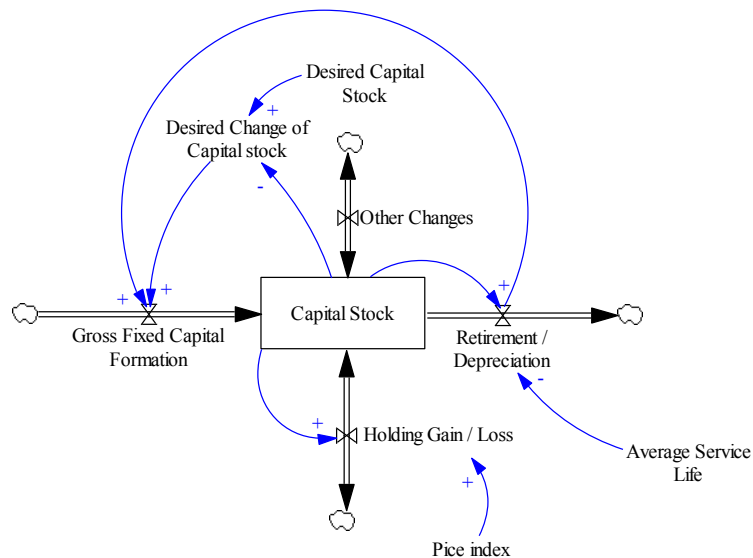 Desired Capital
Stock
+
Desired Change of
Capital stock
-
Other Changes
+
+
+
Capital Stock
Gross Fixed Capital
Formation
Retirement /
Depreciation
-
+
Holding Gain / Loss
Average Service
Life
+
Pice index